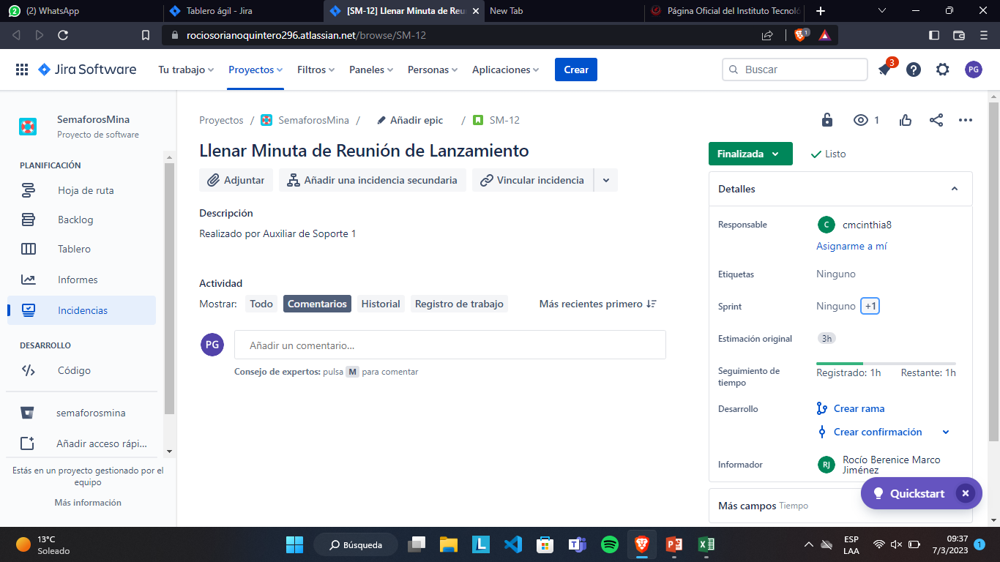 (2) WhatsApp
Tablero ágil - Jira
[SM-12] Llenar Minuta de Reu
New Tab
Página Oficial del Instituto Tecnoló
rociosorianoquintero296.atlassian.net/browse/SM-12
1
Jira Software
Tu trabajo
Proyectos
Filtros
Paneles
Personas
Aplicaciones
Crear
Buscar
3
PG
SemaforosMina
Proyecto de software
PLANIFICACIÓN
Hoja de ruta
Backlog
Tablero
Informes
Incidencias
DESARROLLO
Código
semaforosmina
Añadir acceso rápi...
Estás en un proyecto gestionado por el
equipo
Más información
Proyectos / SemaforosMina / Añadir epic / SM-12
1
Llenar Minuta de Reunión de Lanzamiento
Adjuntar
Añadir una incidencia secundaria
Vincular incidencia
Descripción
Realizado por Auxiliar de Soporte 1
Actividad
Mostrar: Todo Comentarios Historial Registro de trabajo Más recientes primero
PG
Añadir un comentario...
Consejo de expertos: pulsa M para comentar
Finalizada
Listo
Detalles
Responsable
C cmcinthia8
Asignarme a mí
Etiquetas Ninguno
Sprint Ninguno +1
Estimación original 3h
Seguimiento de
tiempo
Registrado: 1h Restante: 1h
Desarrollo Crear rama
Crear confirmación
Informador RJ Rocío Berenice Marco
Jiménez
Quickstart
Más campos Tiempo
13°C
Soleado
Búsqueda
ESP
LAA
09:37
7/3/2023
1